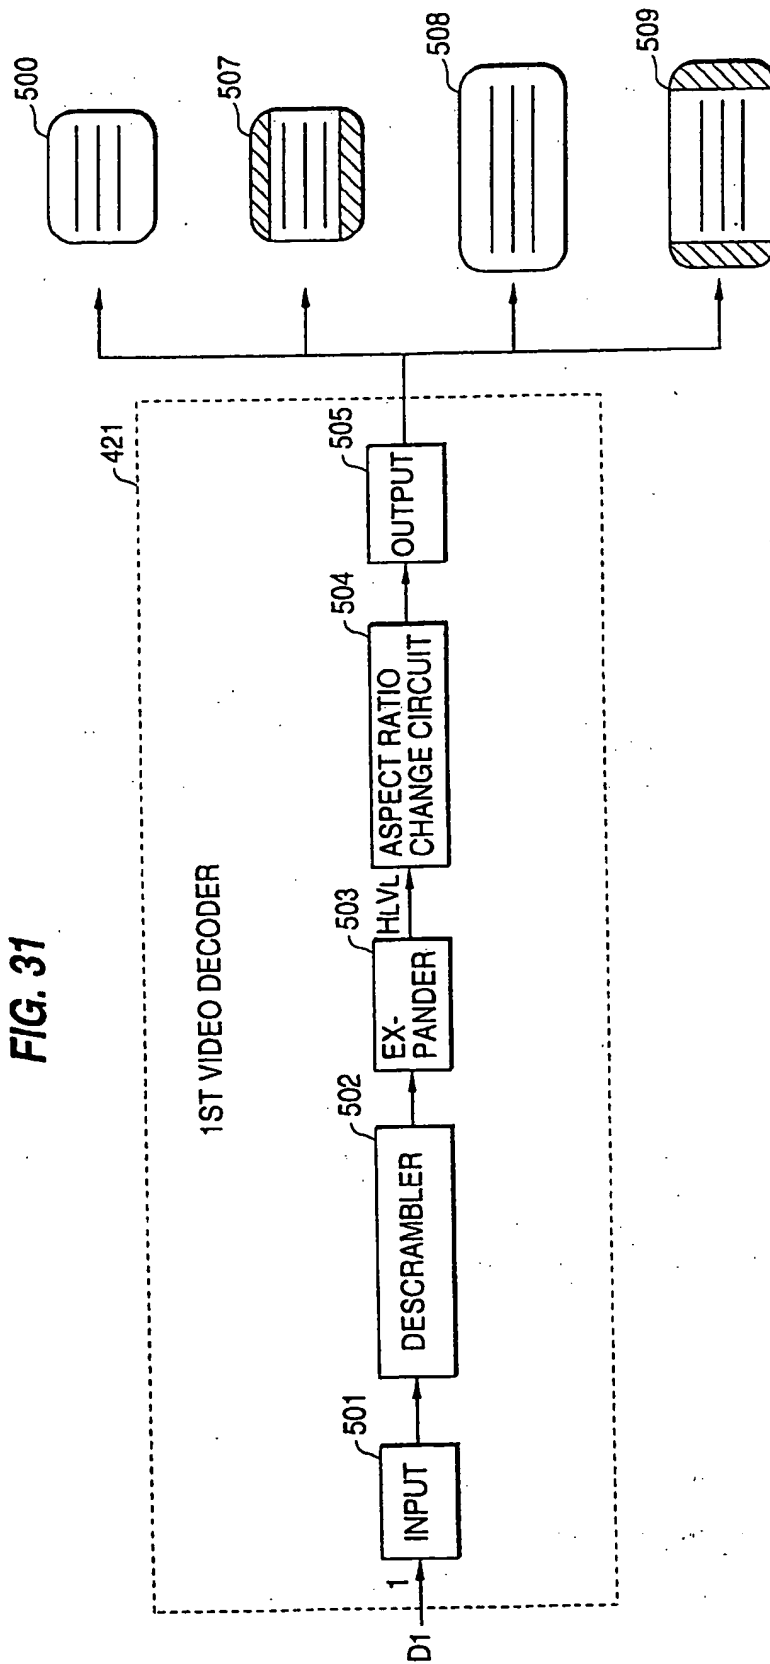 FIG. 31
1ST VIDEO DECODER
421
D1
1
501
INPUT
502
DESCRAMBLER
503
EX-
PANDER
HLVL
504
ASPECT RATIO
CHANGE CIRCUIT
505
OUTPUT
500
507
508
509